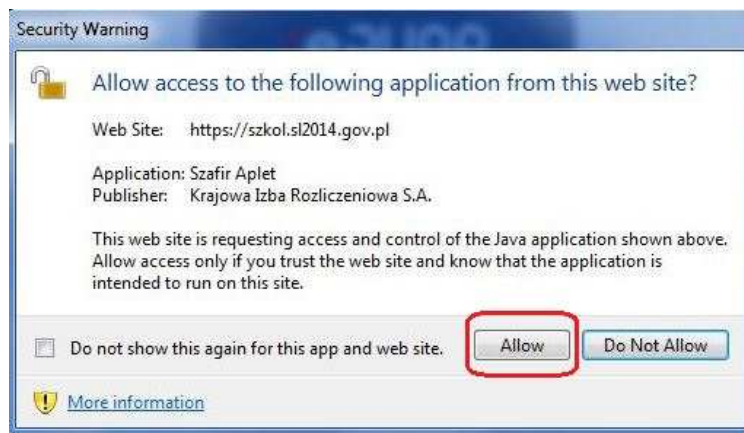 Security Warning
Allow access to the following application from this web site?
Web Site: https://szkol.sl2014.gov.pl
Application: Szafir Aplet
Publisher: Krajowa Izba Rozliczeniowa S.A.
This web site is requesting access and control of the Java application shown above.
Allow access only if you trust the web site and know that the application is
intended to run on this site.
Do not show this again for this app and web site.
Allow
Do Not Allow
More information